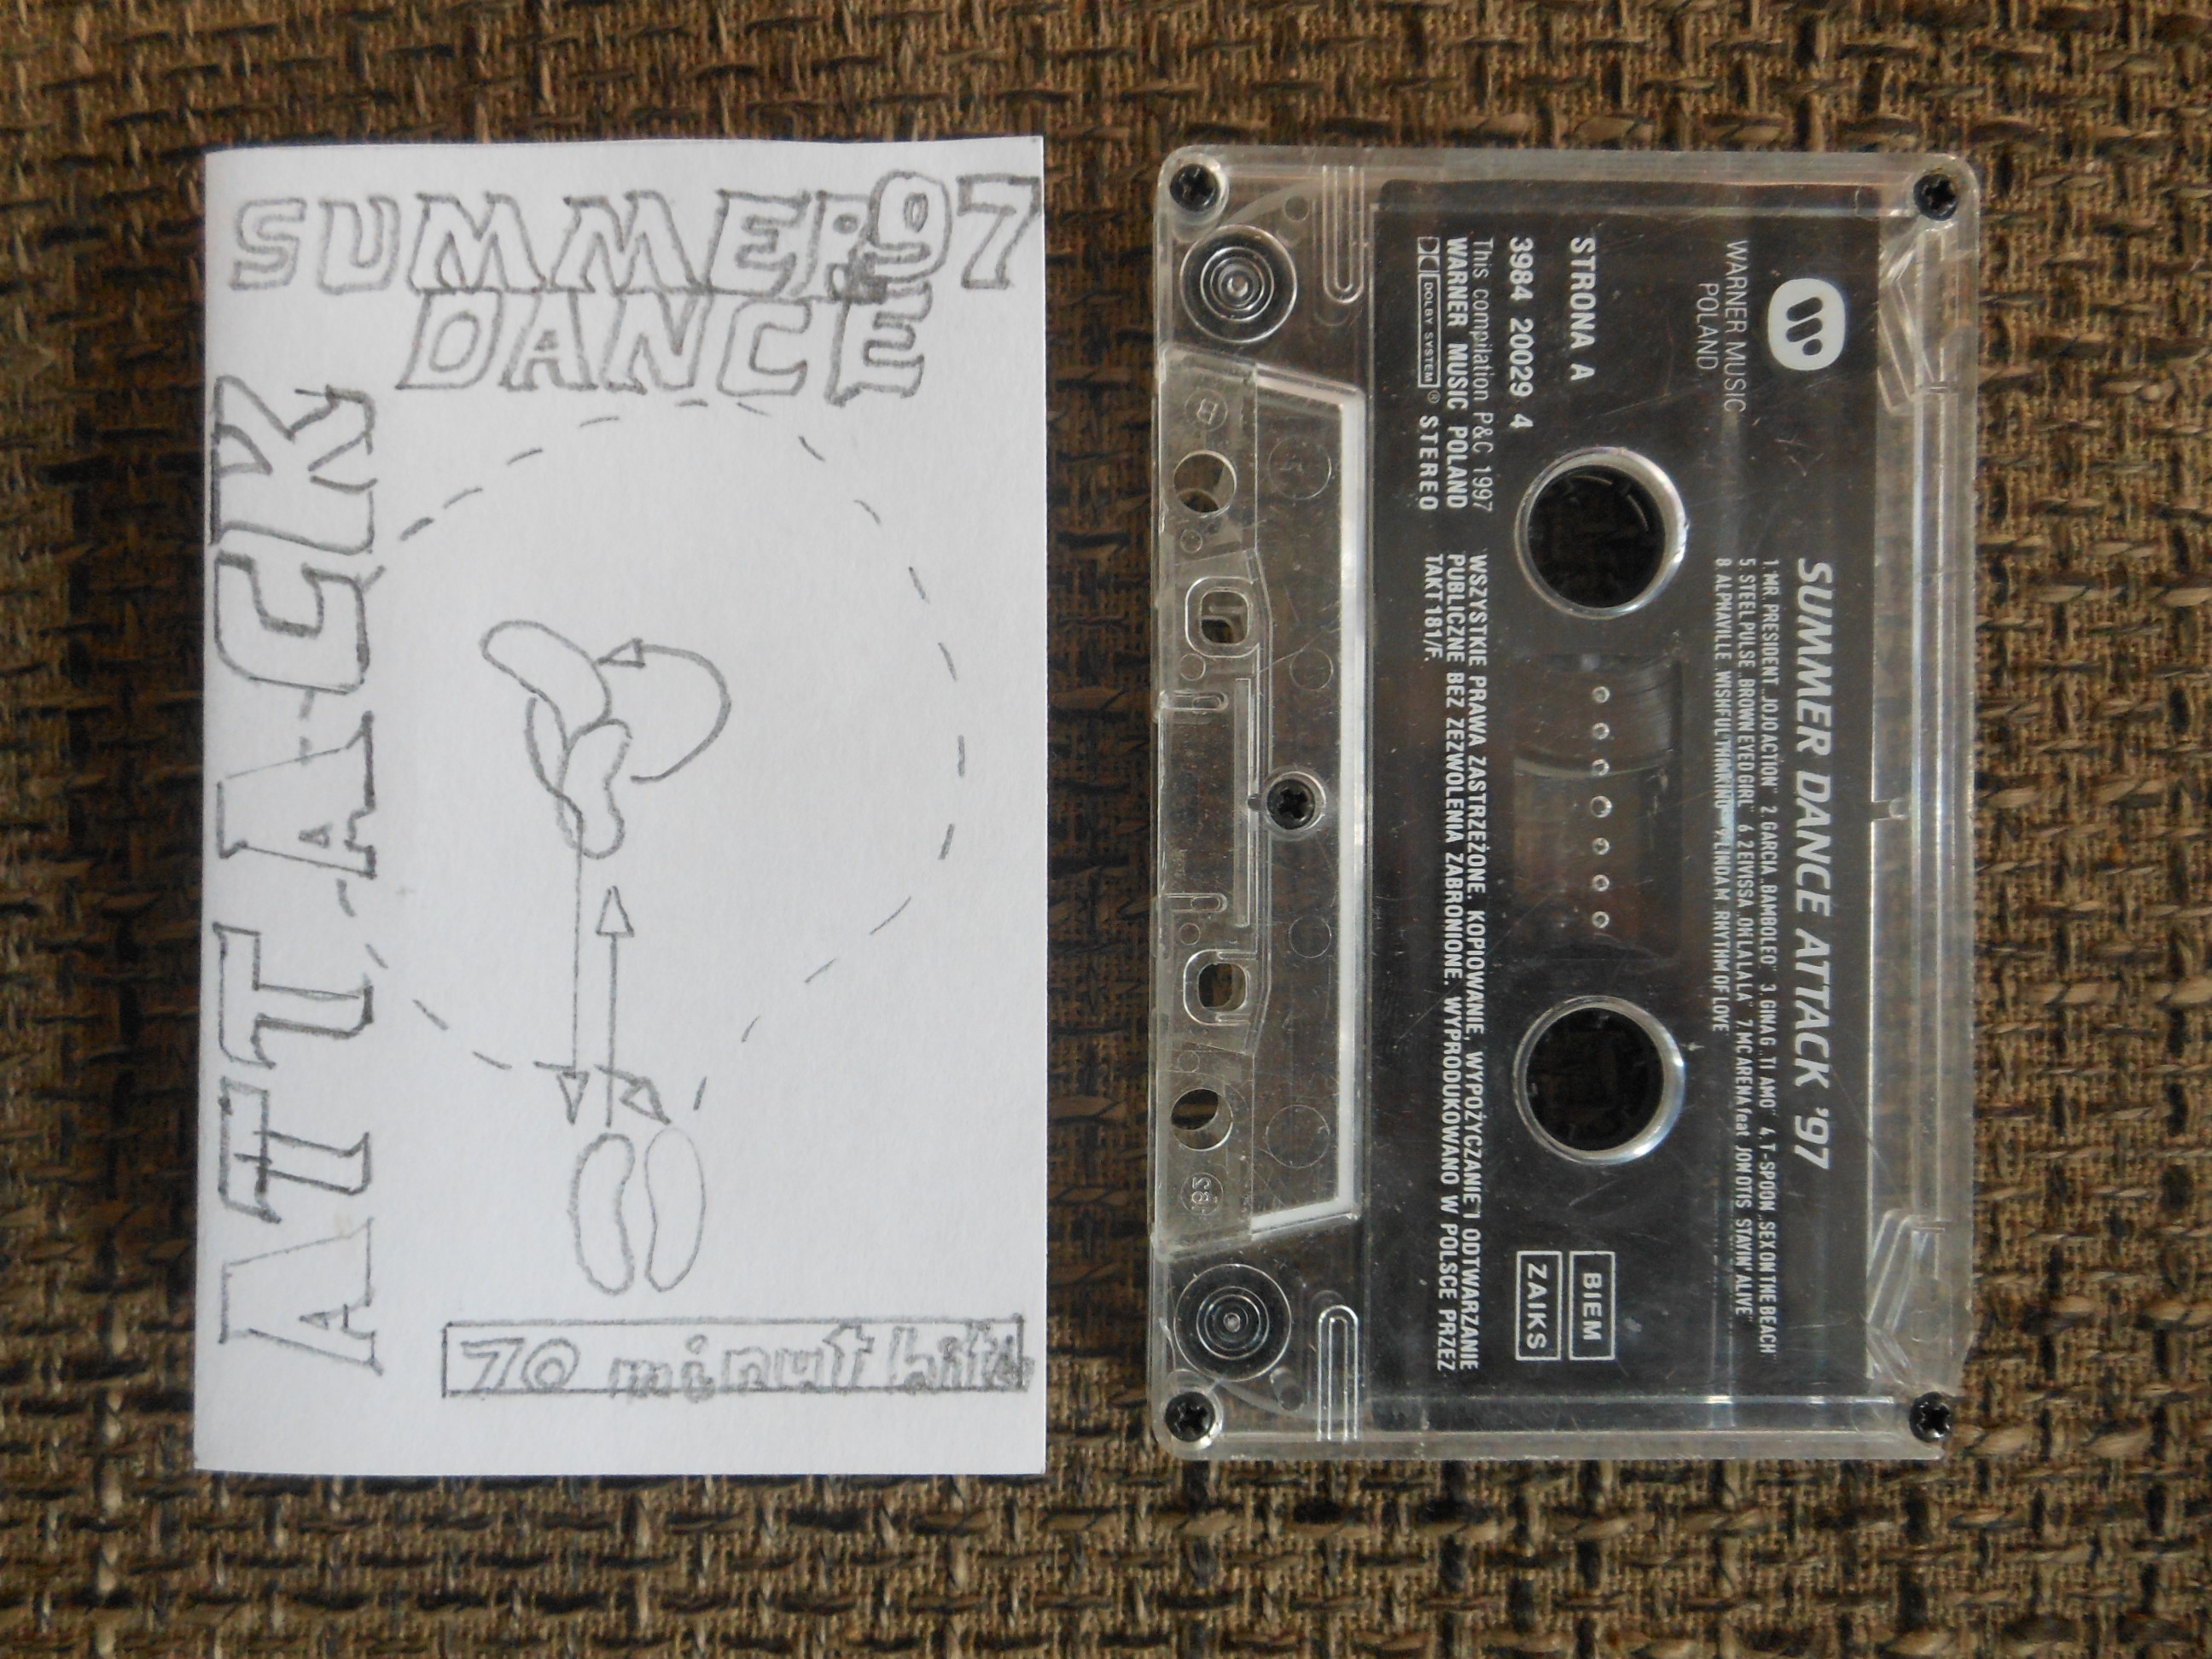 SUMMER 97
DANCE
ATTACK
70 minut hitów
WARNER MUSIC
POLAND
SUMMER DANCE ATTACK '97
1. MR. PRESIDENT „JOJO ACTION" 2. GARCIA „BAMBOLEO" 3. GINA G „TI AMO" 4. T-SPOON „SEX ON THE BEACH"
5. STEEL PULSE „BROWN EYED GIRL" 6. 2 EIVISSA „OH LA LA LA" 7. MC ARENA feat JON OTIS „STAYIN' ALIVE"
8 ALPHAVILLE „WISHFUL THINKING" 9. LINDA M „RHYTHM OF LOVE
STRONA A
3984 20029 4
BIEM
ZAIKS
This compilation P&C 1997
WARNER MUSIC POLAND
DOLBY SYSTEM® STEREO
WSZYSTKIE PRAWA ZASTRZEŻONE. KOPIOWANIE, WYPOŻYCZANIE I ODTWARZANIE
PUBLICZNE BEZ ZEZWOLENIA ZABRONIONE. WYPRODUKOWANO W POLSCE PRZEZ
TAKT 181/F.